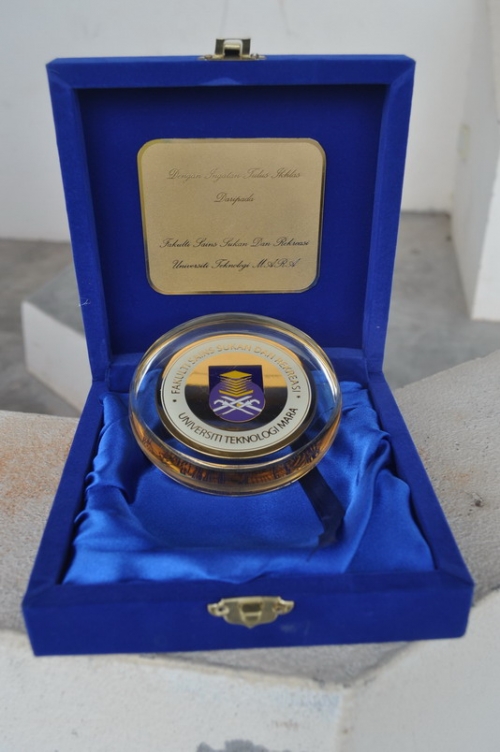 Dengan Ingatan Tulus Ikhlas
Daripada
Fakulti Sains Sukan Dan Rekreasi
Universiti Teknologi M.A.R.A
• FAKULTI SAINS SUKAN DAN REKREASI •
UNIVERSITI TEKNOLOGI MARA